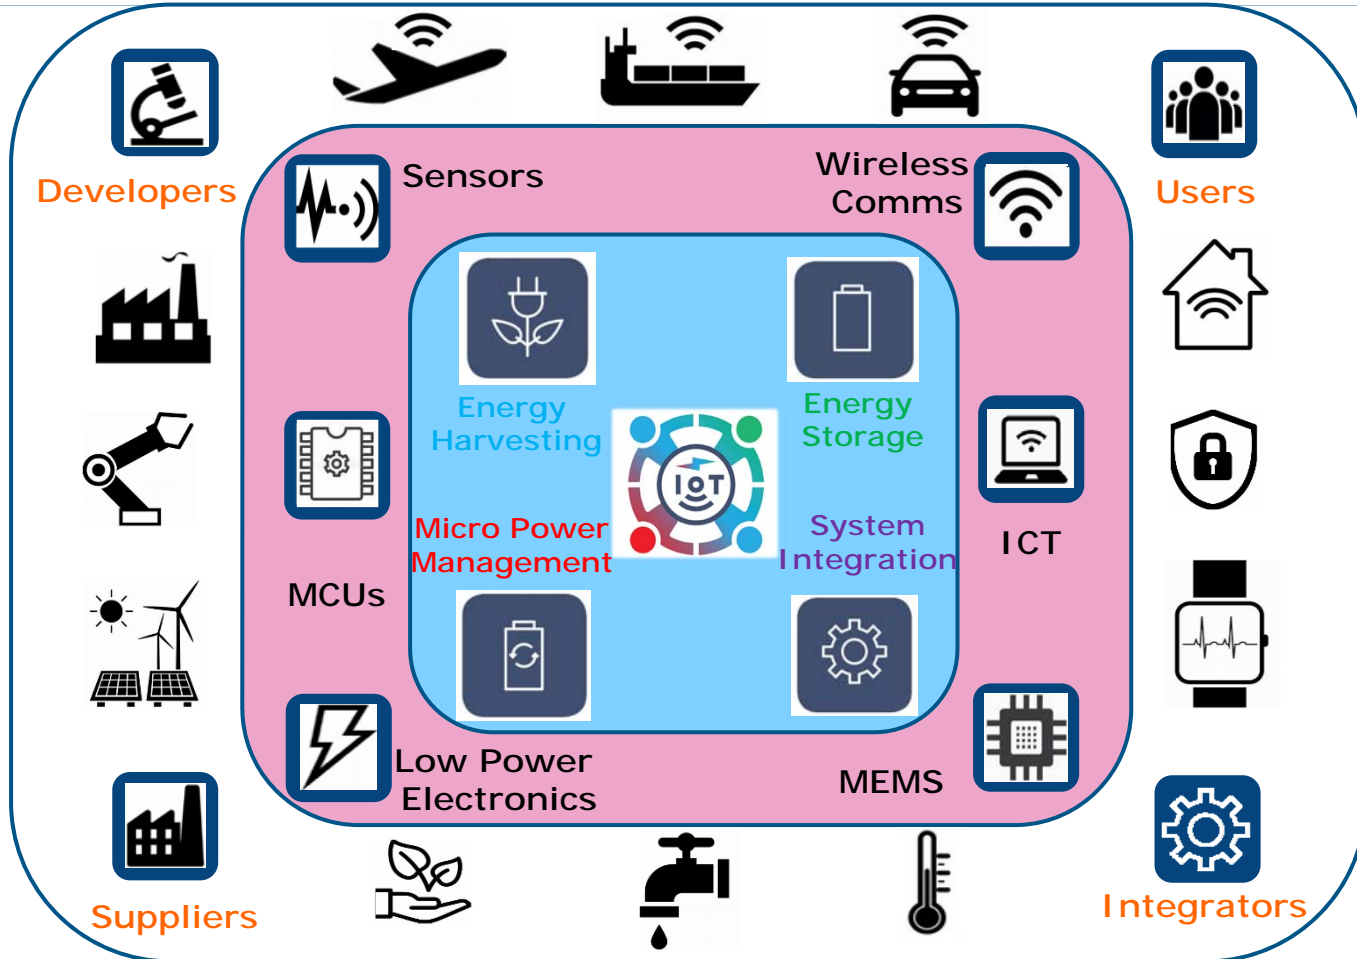 Developers
Users
Sensors
Wireless
Comms
Energy
Harvesting
Energy
Storage
IoT
Micro Power
Management
System
Integration
MCUs
ICT
Low Power
Electronics
MEMS
Suppliers
Integrators